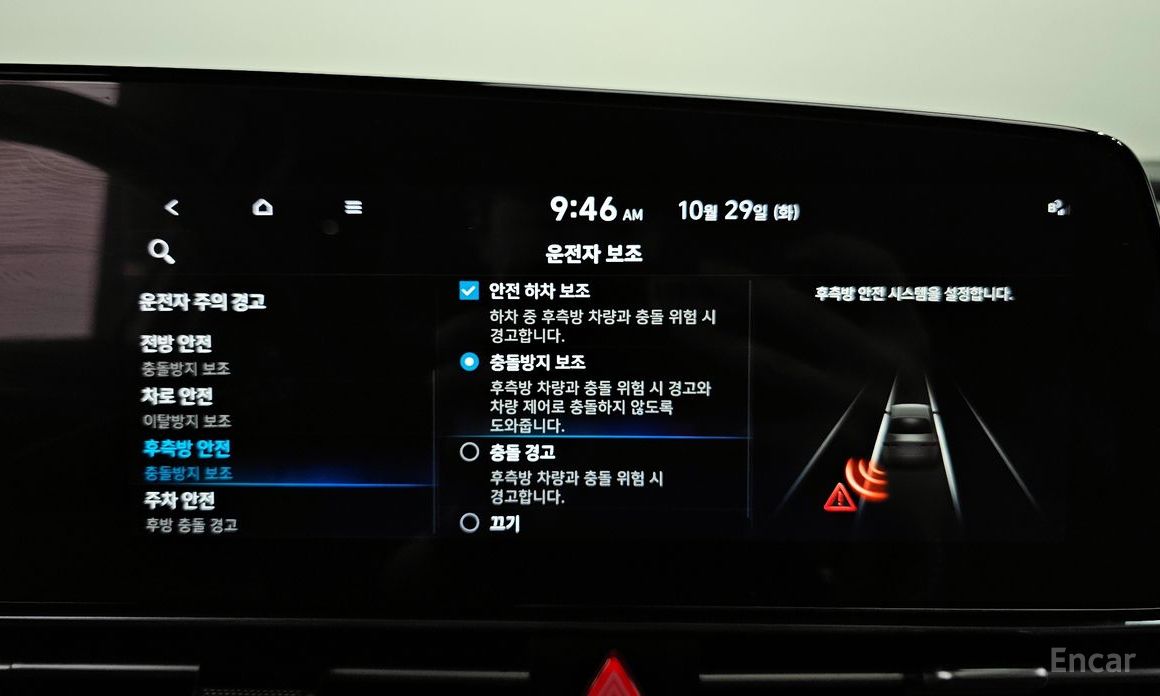 9:46 AM 10월 29일 (화)
운전자 보조
운전자 주의 경고
전방 안전
충돌방지 보조
차로 안전
이탈방지 보조
후측방 안전
충돌방지 보조
주차 안전
후방 충돌 경고
안전 하차 보조
하차 중 후측방 차량과 충돌 위험 시
경고합니다.
충돌방지 보조
후측방 차량과 충돌 위험 시 경고와
차량 제어로 충돌하지 않도록
도와줍니다.
충돌 경고
후측방 차량과 충돌 위험 시
경고합니다.
끄기
후측방 안전 시스템을 설정합니다.
Encar